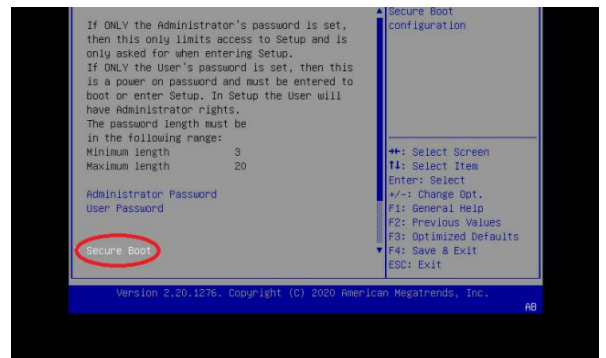 If ONLY the Administrator's password is set,
then this only limits access to Setup and is
only asked for when entering Setup.
If ONLY the User's password is set, then this
is a power on password and must be entered to
boot or enter Setup. In Setup the User will
have Administrator rights.
The password length must be
in the following range:
Minimum length 3
Maximum length 20
Administrator Password
User Password
Secure Boot
Secure Boot
configuration
→←: Select Screen
↑↓: Select Item
Enter: Select
+/-: Change Opt.
F1: General Help
F2: Previous Values
F3: Optimized Defaults
F4: Save & Exit
ESC: Exit
Version 2.20.1276. Copyright (C) 2020 American Megatrends, Inc.
AB